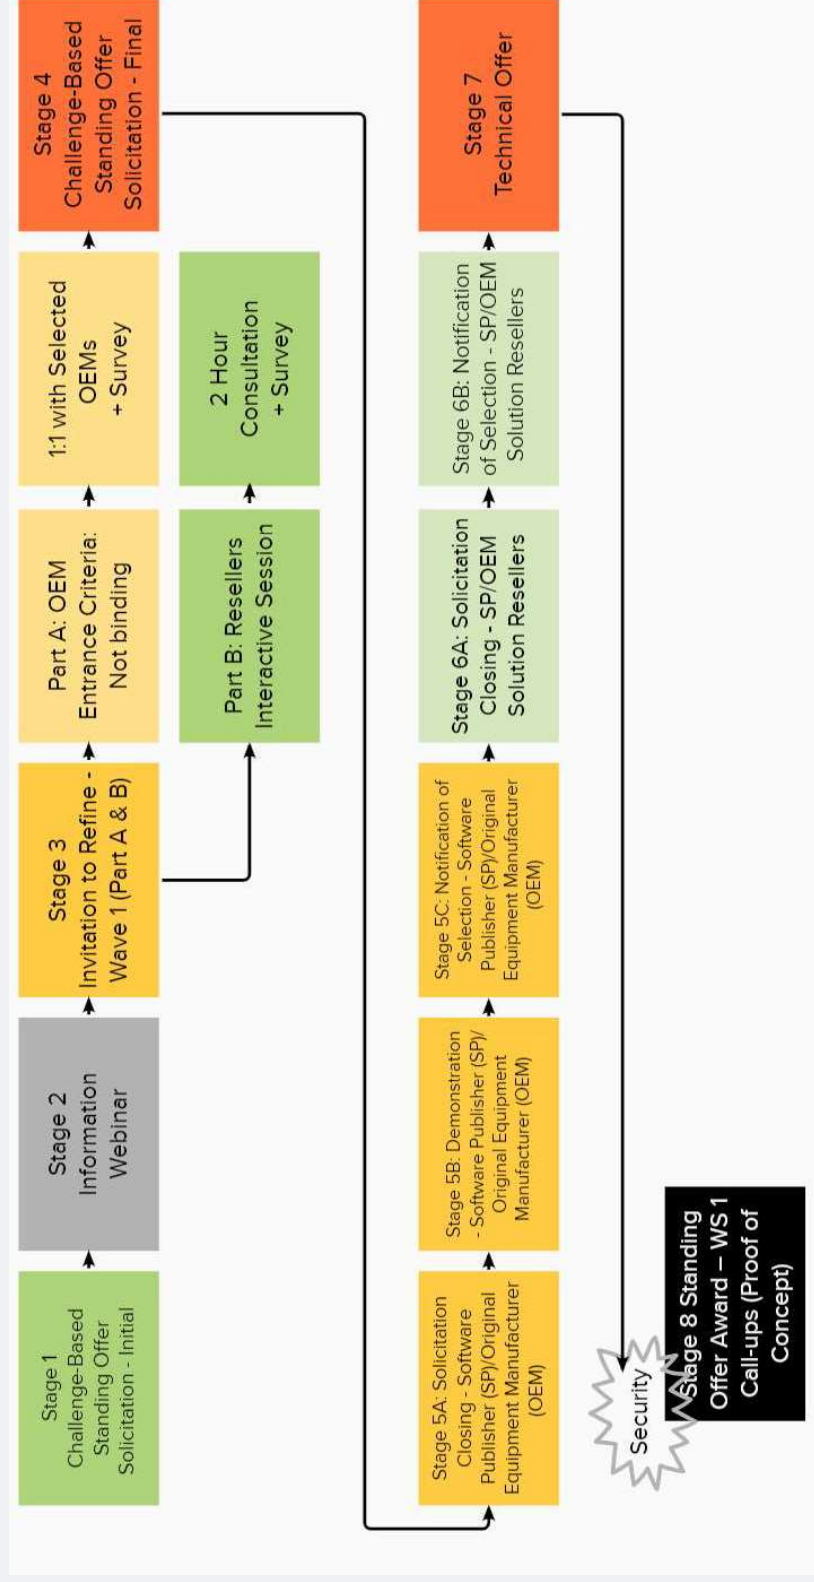 Stage 1
Challenge-Based
Standing Offer
Solicitation - Initial
Stage 2
Information
Webinar
Stage 3
Invitation to Refine -
Wave 1 (Part A & B)
Part A: OEM
Entrance Criteria:
Not binding
1:1 with Selected
OEMs
+ Survey
Stage 4
Challenge-Based
Standing Offer
Solicitation - Final
Part B: Resellers
Interactive Session
2 Hour
Consultation
+ Survey
Stage 5A: Solicitation
Closing - Software
Publisher (SP)/Original
Equipment Manufacturer
(OEM)
Stage 5B: Demonstration
- Software Publisher (SP)/
Original Equipment
Manufacturer (OEM)
Stage 5C: Notification of
Selection - Software
Publisher (SP)/Original
Equipment Manufacturer
(OEM)
Stage 6A: Solicitation
Closing - SP/OEM
Solution Resellers
Stage 6B: Notification
of Selection - SP/OEM
Solution Resellers
Stage 7
Technical Offer
Security
Stage 8 Standing
Offer Award – WS 1
Call-ups (Proof of
Concept)